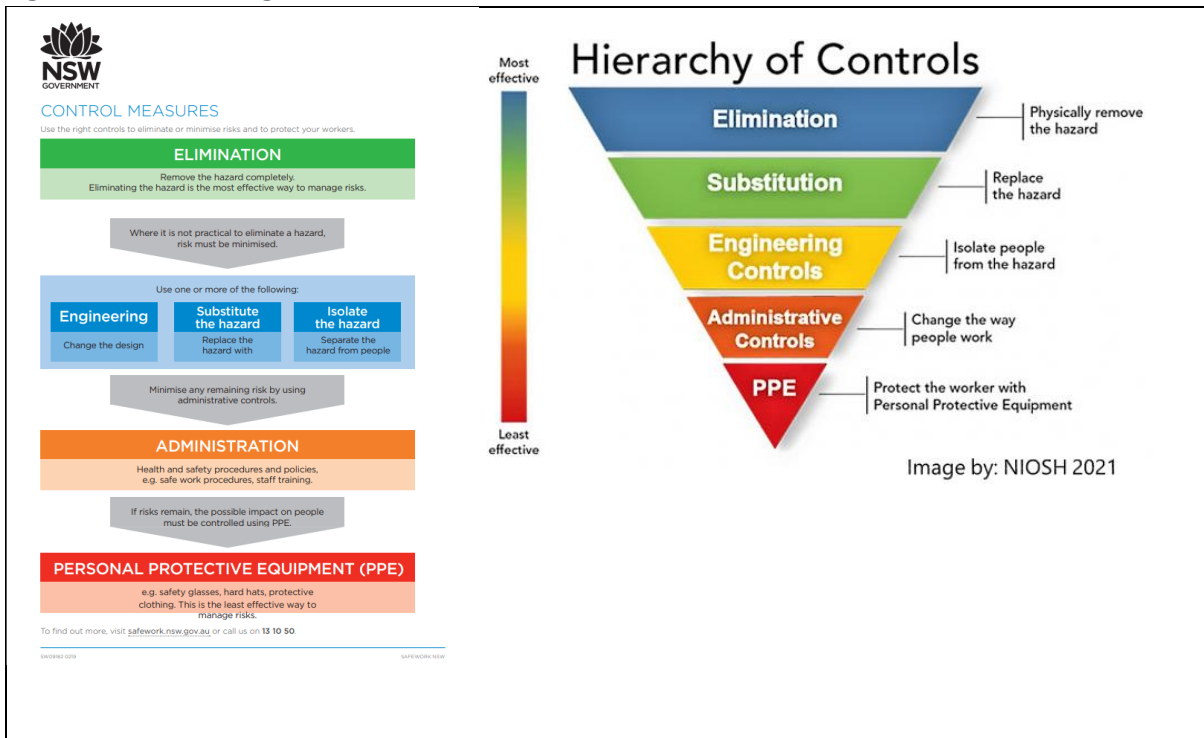 NSW
GOVERNMENT
CONTROL MEASURES
Use the right controls to eliminate or minimise risks and to protect your workers.
ELIMINATION
Remove the hazard completely.
Eliminating the hazard is the most effective way to manage risks.
Where it is not practical to eliminate a hazard,
risk must be minimised.
Use one or more of the following:
Engineering
Change the design
Substitute
the hazard
Replace the
hazard with
Isolate
the hazard
Separate the
hazard from people
Minimise any remaining risk by using
administrative controls.
ADMINISTRATION
Health and safety procedures and policies,
e.g. safe work procedures, staff training.
If risks remain, the possible impact on people
must be controlled using PPE.
PERSONAL PROTECTIVE EQUIPMENT (PPE)
e.g. safety glasses, hard hats, protective
clothing. This is the least effective way to
manage risks.
To find out more, visit safework.nsw.gov.au or call us on 13 10 50.
SAFEWORK NSW
Hierarchy of Controls
Most
effective
Elimination
Physically remove
the hazard
Substitution
Replace
the hazard
Engineering
Controls
Isolate people
from the hazard
Administrative
Controls
Change the way
people work
PPE
Protect the worker with
Personal Protective Equipment
Least
effective
Image by: NIOSH 2021